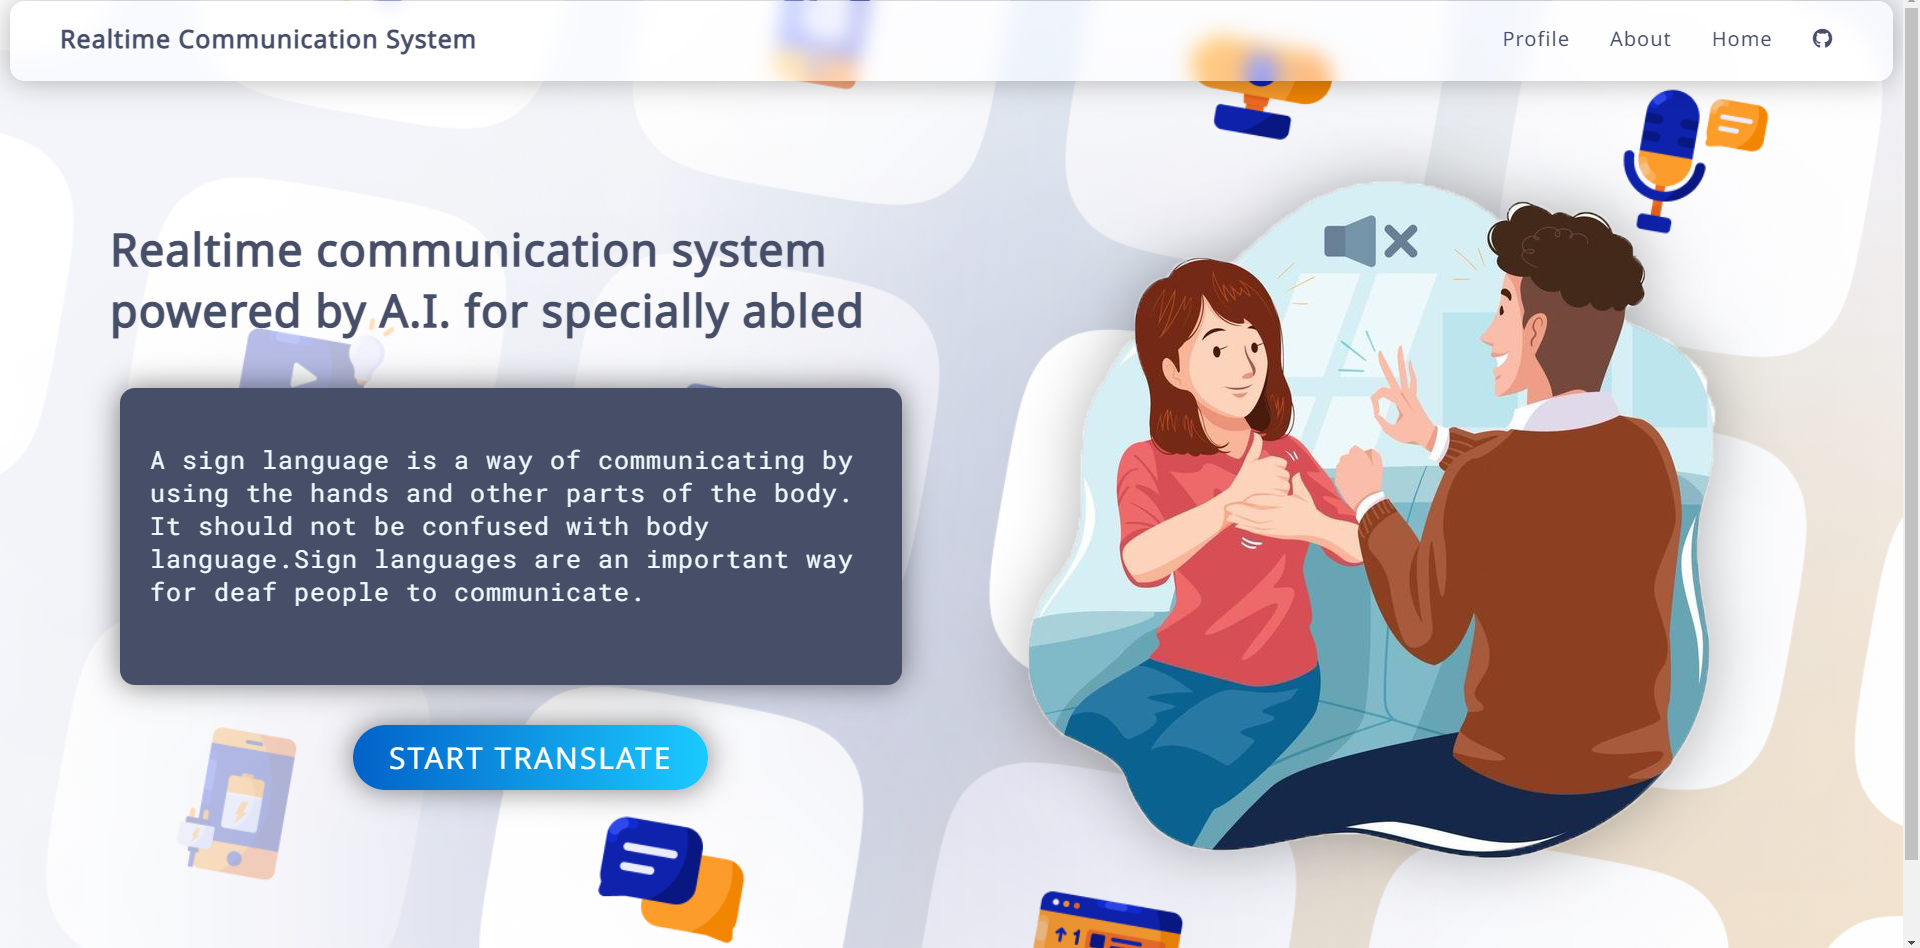 Realtime Communication System
Profile About Home
Realtime communication system
powered by A.I. for specially abled
A sign language is a way of communicating by
using the hands and other parts of the body.
It should not be confused with body
language.Sign languages are an important way
for deaf people to communicate.
START TRANSLATE
1